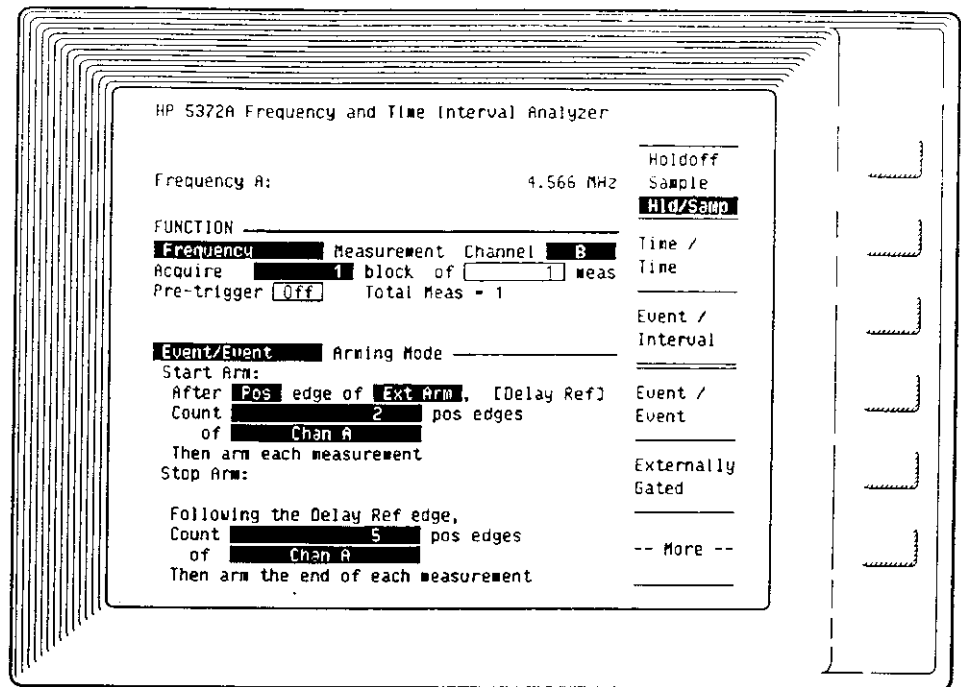 HP 5372A Frequency and Time Interval Analyzer
Frequency A: 4.566 MHz
FUNCTION
Frequency Measurement Channel B
Acquire 1 block of 1 meas
Pre-trigger Off Total Meas = 1
Event/Event Arming Mode
Start Arm:
After Pos edge of Ext Arm, [Delay Ref]
Count 2 pos edges
of Chan A
Then arm each measurement
Stop Arm:
Following the Delay Ref edge,
Count 5 pos edges
of Chan A
Then arm the end of each measurement
Holdoff
Sample
Hld/Samp
Time /
Time
Event /
Interval
Event /
Event
Externally
Gated
-- More --